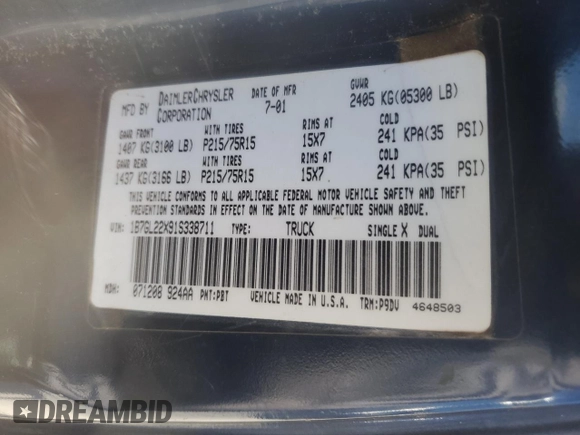 MFD BY DAIMLERCHRYSLER CORPORATION DATE OF MFR 7-01 GVWR 2405 KG(05300 LB)
GAWR FRONT WITH TIRES RIMS AT COLD
1407 KG(3100 LB) P215/75R15 15X7 241 KPA(35 PSI)
GAWR REAR WITH TIRES RIMS AT COLD
1437 KG(3166 LB) P215/75R15 15X7 241 KPA(35 PSI)
THIS VEHICLE CONFORMS TO ALL APPLICABLE FEDERAL MOTOR VEHICLE SAFETY AND THEFT
PREVENTION STANDARDS IN EFFECT ON THE DATE OF MANUFACTURE SHOWN ABOVE.
VIN: 1B7GL22X91S338711 TYPE: TRUCK SINGLE X DUAL
MDH: 071208 924AA PNT:PBT VEHICLE MADE IN U.S.A. TRM:P9DV 4648503
DREAMBID